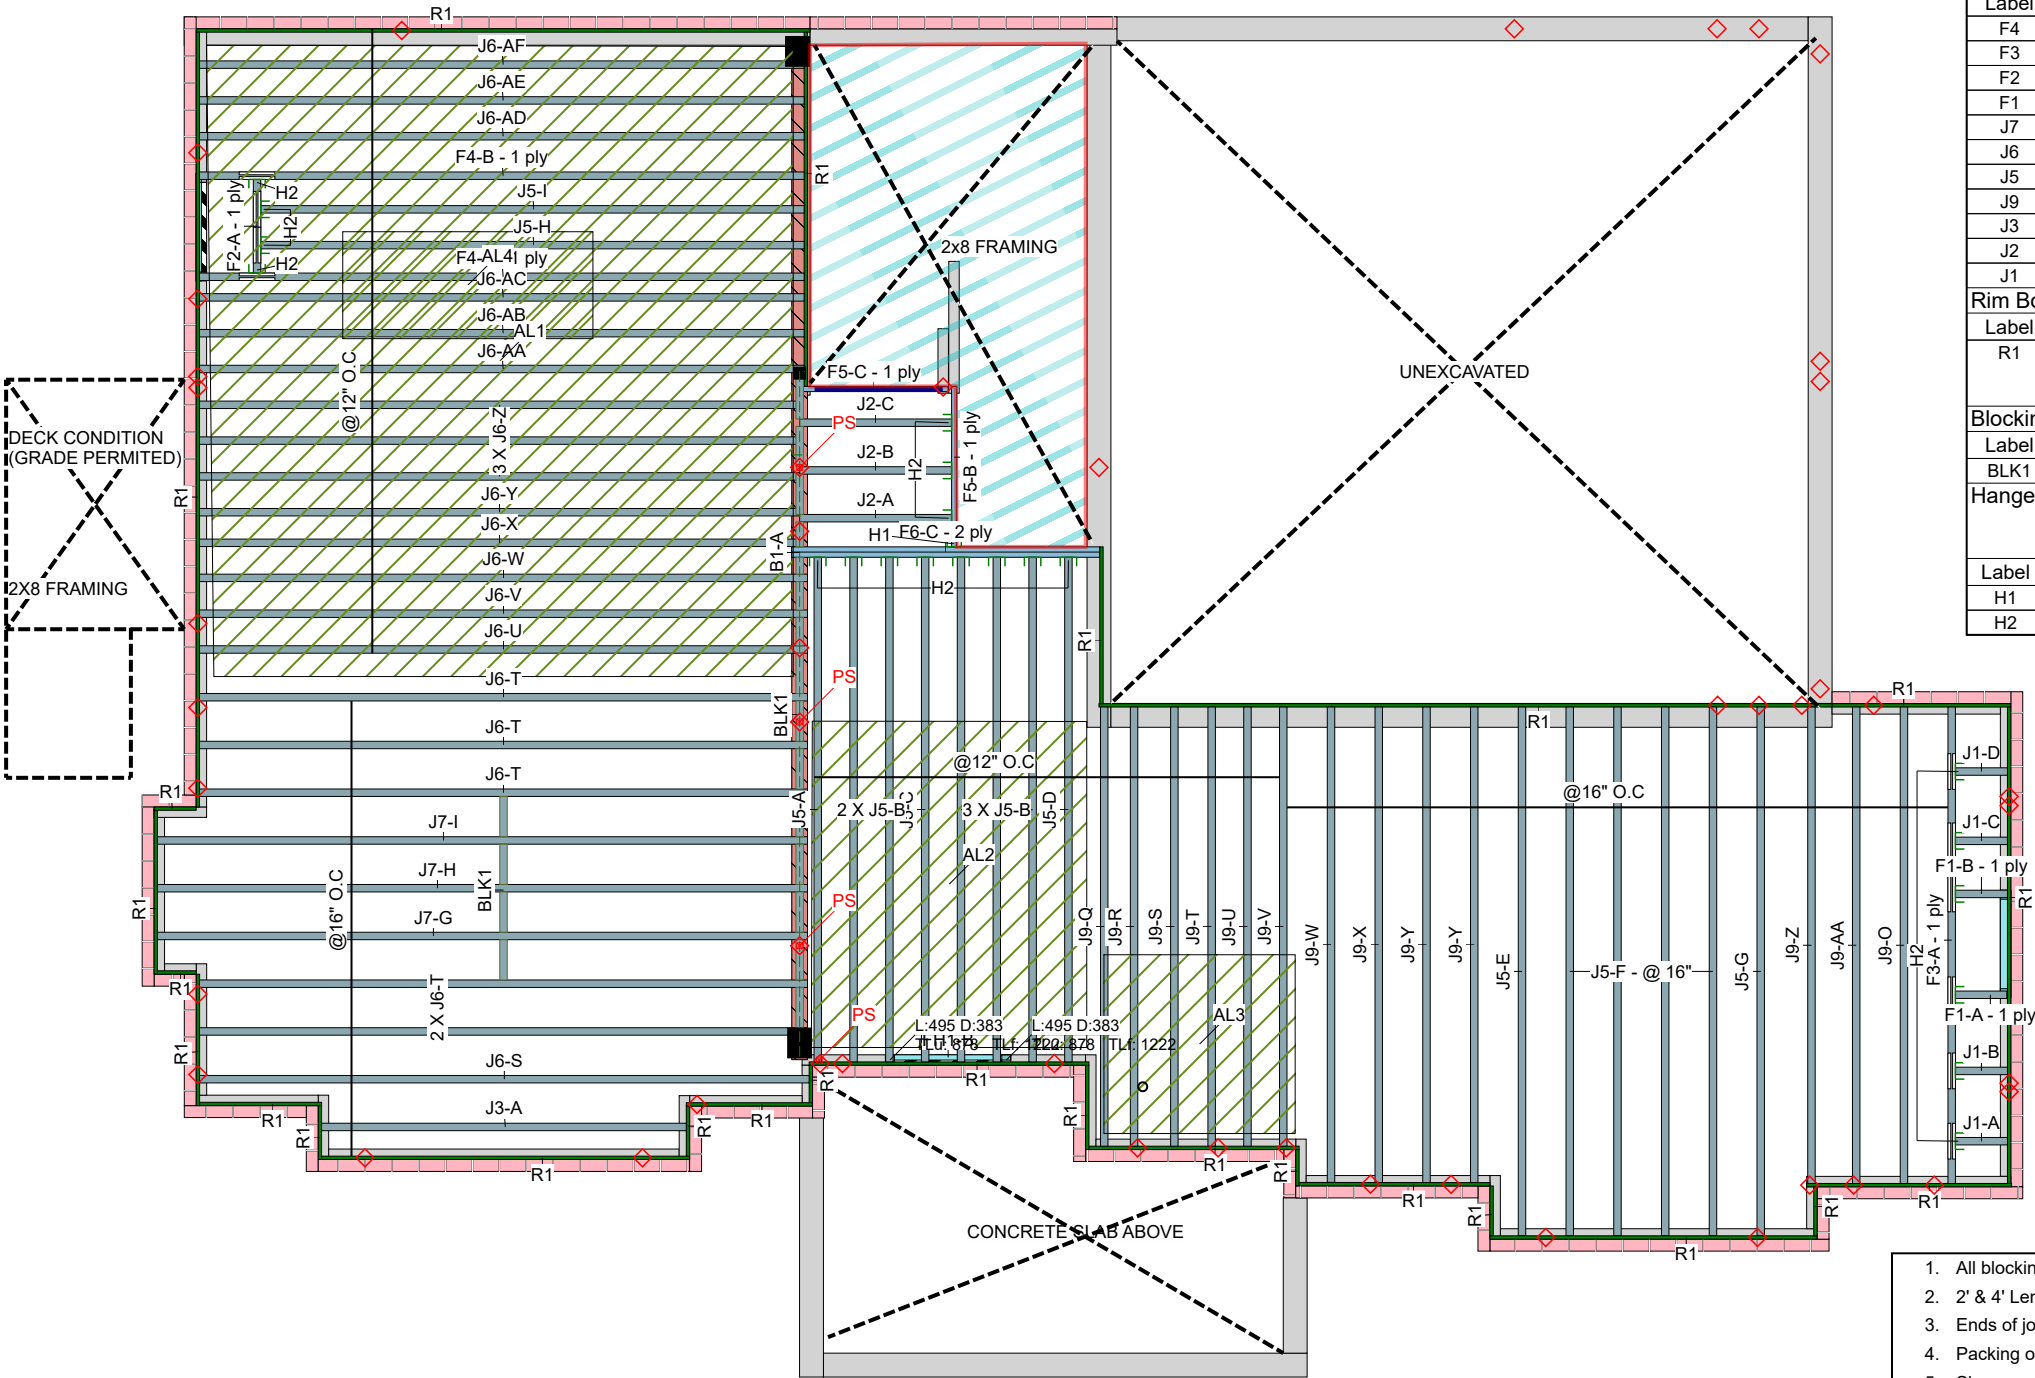 R1
J6-AF
J6-AE
J6-AD
F4-B - 1 ply
J5-I
H2
F2-A - 1 ply
H2
J5-H
H2
AL4
J6-AC
J6-AB
AL1
J6-AA
@12" O.C
3 X J6-Z
J6-Y
J6-X
J6-W
J6-V
J6-U
J6-T
J6-T
J6-T
J7-I
J7-H
J7-G
BLK1
@16" O.C
2 X J6-T
J6-S
J3-A
DECK CONDITION
(GRADE PERMITED)
2X8 FRAMING
R1
R1
R1
R1
R1
R1
R1
R1
R1
R1
R1
2x8 FRAMING
F5-C - 1 ply
J2-C
PS
J2-B
H2
F5-B - 1 ply
J2-A
H1
F6-C - 2 ply
B1-A
H2
BLK1
PS
J5-A
2 X J5-B
J5-C
3 X J5-B
J5-D
@12" O.C
AL2
PS
PS
L:495 D:383
L:495 D:383
TLf: 1222
R1
R1
R1
R1
UNEXCAVATED
R1
R1
R1
@16" O.C
J9-Q
J9-R
J9-S
J9-T
J9-U
J9-V
J9-W
J9-X
J9-Y
J9-Y
J5-E
J5-F - @ 16"
J5-G
J9-Z
J9-AA
J9-O
H2
F3-A - 1 ply
J1-D
J1-C
F1-B - 1 ply
R1
F1-A - 1 ply
J1-B
J1-A
AL3
R1
R1
R1
R1
R1
R1
R1
CONCRETE SLAB ABOVE
Label
F4
F3
F2
F1
J7
J6
J5
J9
J3
J2
J1
Rim Bo
Label
R1
Blockin
Label
BLK1
Hange
Label
H1
H2
1. All blockin
2. 2' & 4' Len
3. Ends of jo
4. Packing o